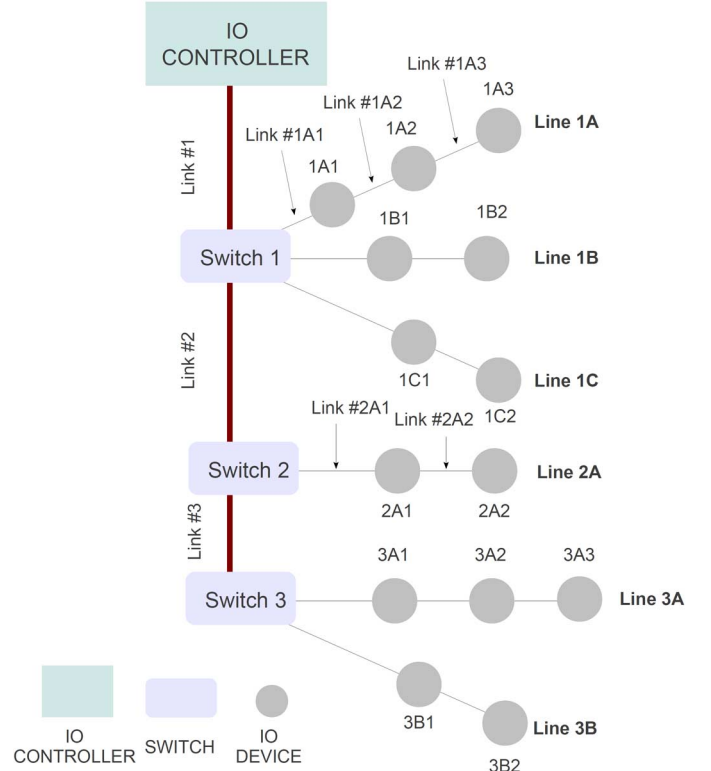 IO
CONTROLLER
Link #1A3
1A3
Link #1A2
Line 1A
1A2
Link #1A1
Link #1
1A1
1B1
1B2
Switch 1
Line 1B
Link #2
1C1
Line 1C
Link #2A1
1C2
Link #2A2
Switch 2
Line 2A
2A1
2A2
Link #3
3A1
3A2
3A3
Switch 3
Line 3A
3B1
Line 3B
3B2
IO
CONTROLLER
SWITCH
IO
DEVICE